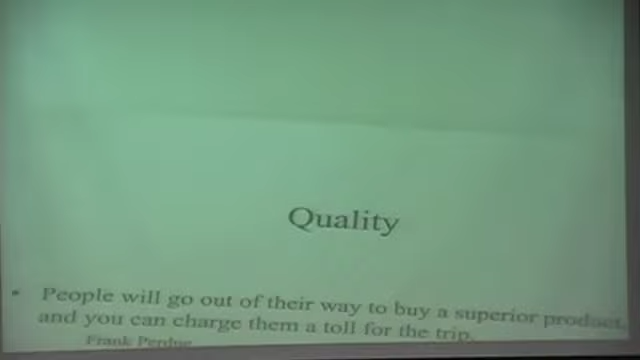 Quality
• People will go out of their way to buy a superior product,
and you can charge them a toll for the trip.
Frank Perdue